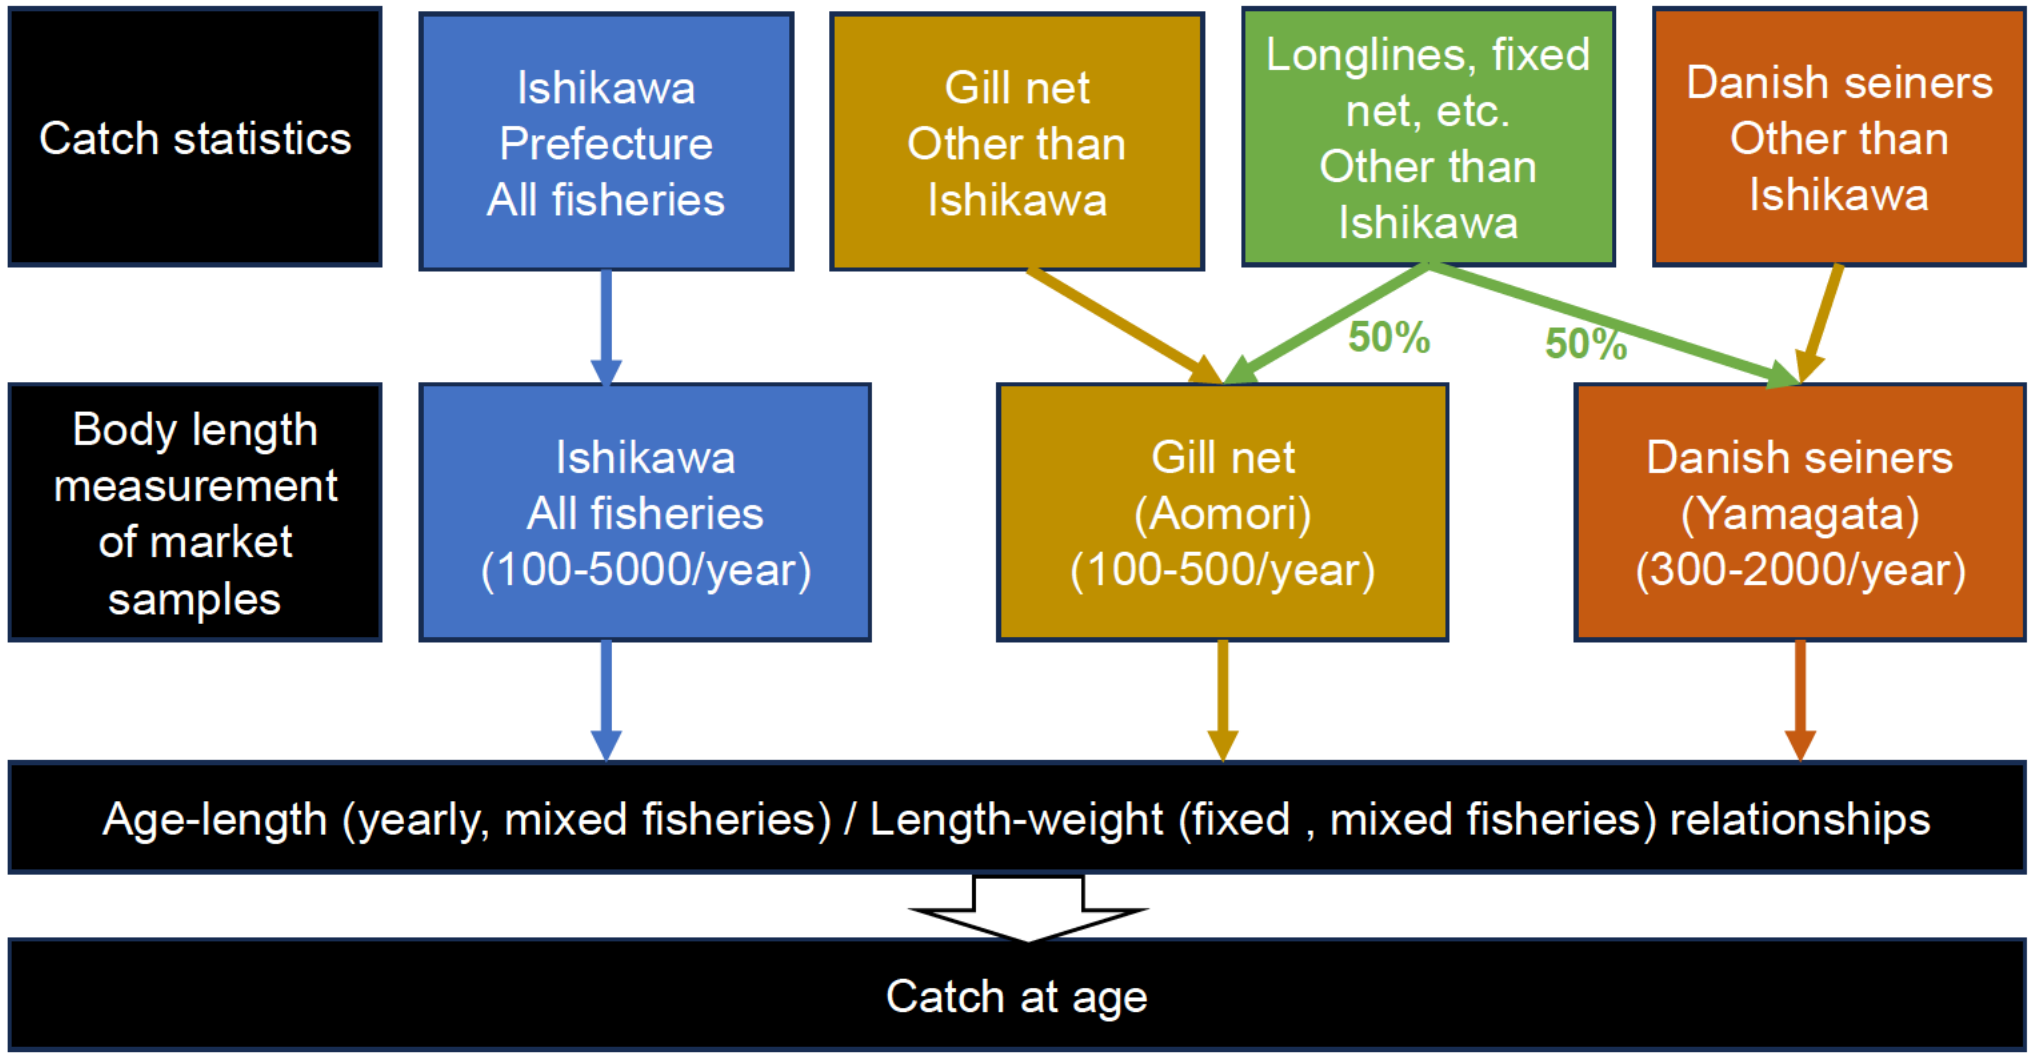 Catch statistics
Ishikawa
Prefecture
All fisheries
Gill net
Other than
Ishikawa
Longlines, fixed
net, etc.
Other than
Ishikawa
Danish seiners
Other than
Ishikawa
50%
50%
Body length
measurement
of market
samples
Ishikawa
All fisheries
(100-5000/year)
Gill net
(Aomori)
(100-500/year)
Danish seiners
(Yamagata)
(300-2000/year)
Age-length (yearly, mixed fisheries) / Length-weight (fixed , mixed fisheries) relationships
Catch at age